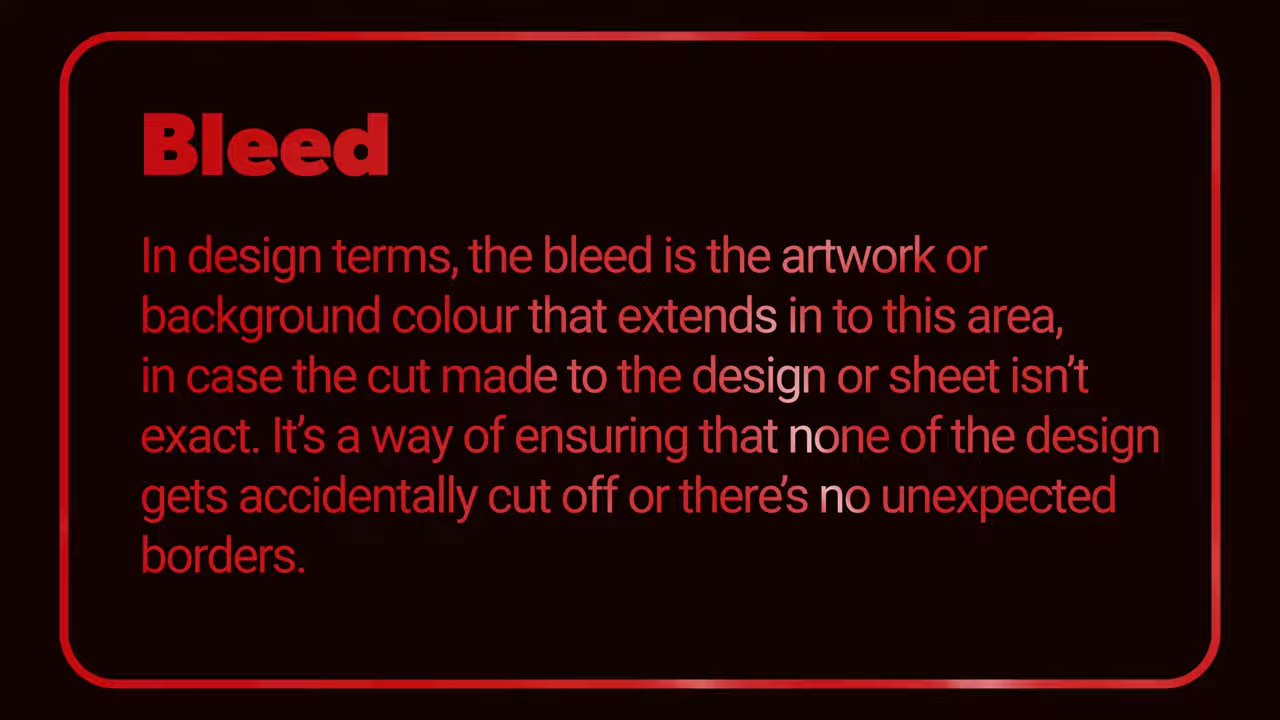 Bleed
In design terms, the bleed is the artwork or
background colour that extends in to this area,
in case the cut made to the design or sheet isn’t
exact. It’s a way of ensuring that none of the design
gets accidentally cut off or there’s no unexpected
borders.